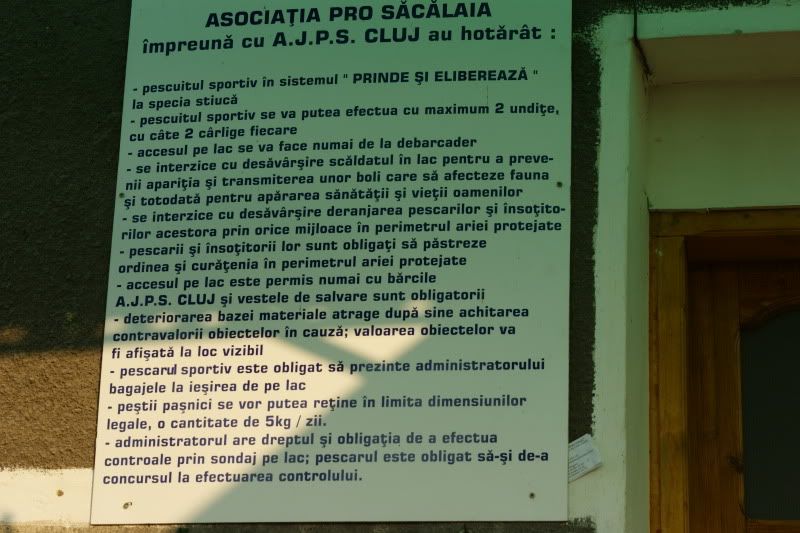 ASOCIAŢIA PRO SĂCĂLAIA
împreună cu A.J.P.S. CLUJ au hotărât :
- pescuitul sportiv în sistemul " PRINDE ŞI ELIBEREAZĂ "
la specia stiucă
- pescuitul sportiv se va putea efectua cu maximum 2 undiţe,
cu câte 2 cârlige fiecare
- accesul pe lac se va face numai de la debarcader
- se interzice cu desăvârşire scăldatul în lac pentru a preve-
nii apariţia şi transmiterea unor boli care să afecteze fauna
şi totodată pentru apărarea sănătăţii şi vieţii oamenilor
- se interzice cu desăvârşire deranjarea pescarilor şi însoţito-
rilor acestora prin orice mijloace în perimetrul ariei protejate
- pescarii şi însoţitorii lor sunt obligaţi să păstreze
ordinea şi curăţenia în perimetrul ariei protejate
- accesul pe lac este permis numai cu bărcile
A.J.P.S. CLUJ şi vestele de salvare sunt obligatorii
- deteriorarea bazei materiale atrage după sine achitarea
contravalorii obiectelor în cauză; valoarea obiectelor va
fi afişată la loc vizibil
- pescarul sportiv este obligat să prezinte administratorului
bagajele la ieşirea de pe lac
- peştii paşnici se vor putea reţine în limita dimensiunilor
legale, o cantitate de 5kg / zii.
- administratorul are dreptul şi obligaţia de a efectua
controale prin sondaj pe lac; pescarul este obligat să-şi de-a
concursul la efectuarea controlului.